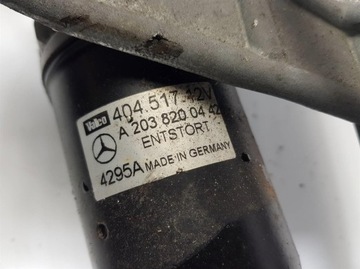 Valeo 404.517.12V
A 203 820 04 42
ENTSTÖRT
4295A MADE IN GERMANY